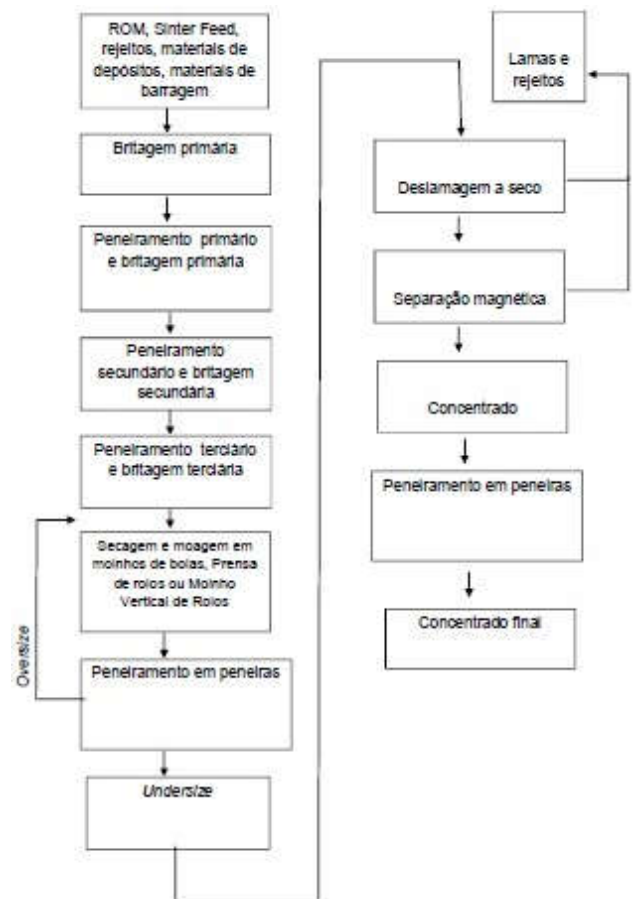 ROM, Sinter Feed,
rejeitos, materiais de
depósitos, materiais de
barragem
Britagem primária
Peneiramento primário
e britagem primária
Peneiramento
secundário e britagem
secundária
Peneiramento terciário
e britagem terciária
Secagem e moagem em
moinhos de bolas, Prensa
de rolos ou Moinho
Vertical de Rolos
Oversize
Peneiramento em peneiras
Undersize
Lamas e
rejeitos
Deslamagem a seco
Separação magnética
Concentrado
Peneiramento em peneiras
Concentrado final